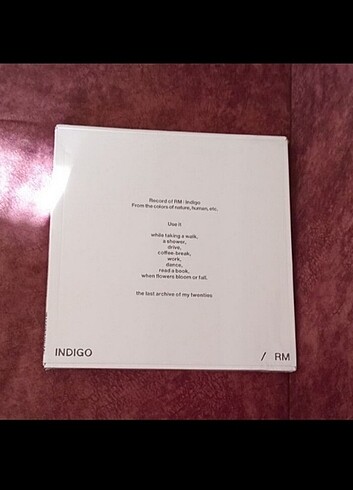 Record of RM : Indigo
From the colors of nature, human, etc.
Use it
while taking a walk,
a shower,
drive,
coffee-break,
work,
dance,
read a book,
when flowers bloom or fall.
the last archive of my twenties
INDIGO / RM